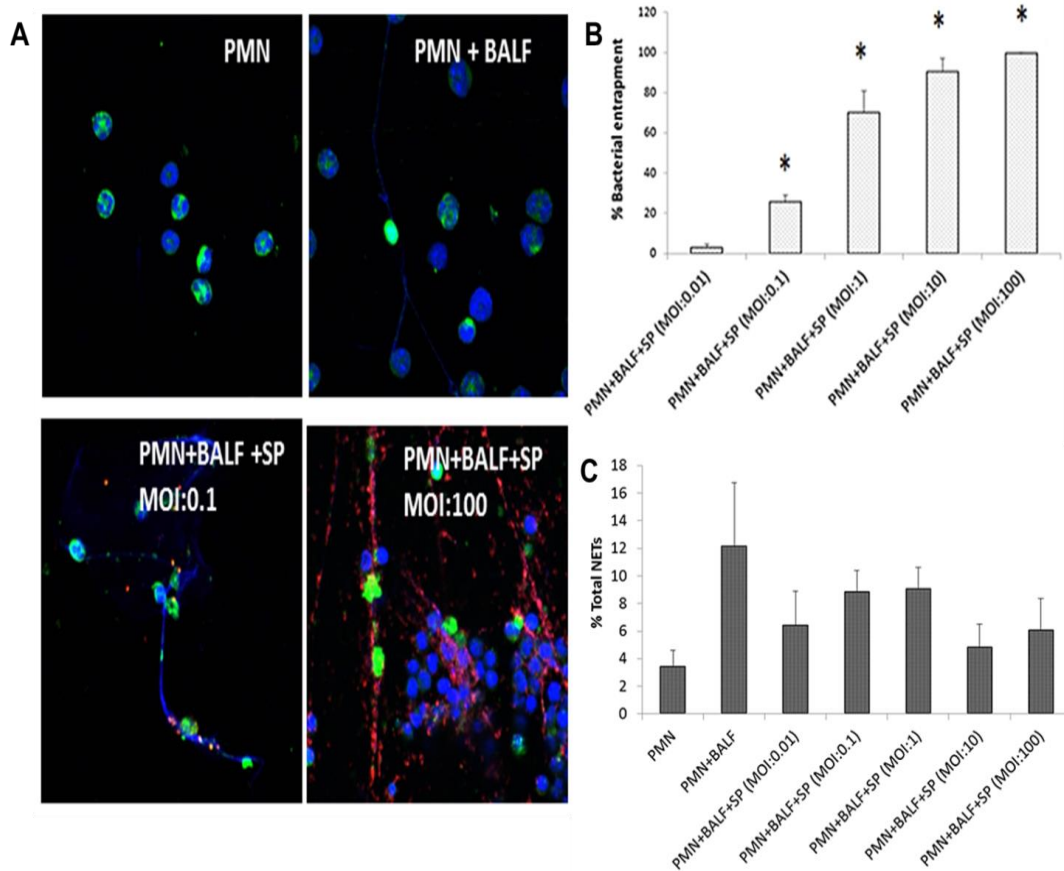 A
PMN
PMN + BALF
PMN+BALF +SP
MOI:0.1
PMN+BALF+SP
MOI:100
B
% Bacterial entrapment
120
100
80
60
40
20
0
*
*
*
*
PMN+BALF+SP (MOI:0.01)
PMN+BALF+SP (MOI:0.1)
PMN+BALF+SP (MOI:1)
PMN+BALF+SP (MOI:10)
PMN+BALF+SP (MOI:100)
C
% Total NETs
18
16
14
12
10
8
6
4
2
0
PMN
PMN+BALF
PMN+BALF+SP (MOI:0.01)
PMN+BALF+SP (MOI:0.1)
PMN+BALF+SP (MOI:1)
PMN+BALF+SP (MOI:10)
PMN+BALF+SP (MOI:100)